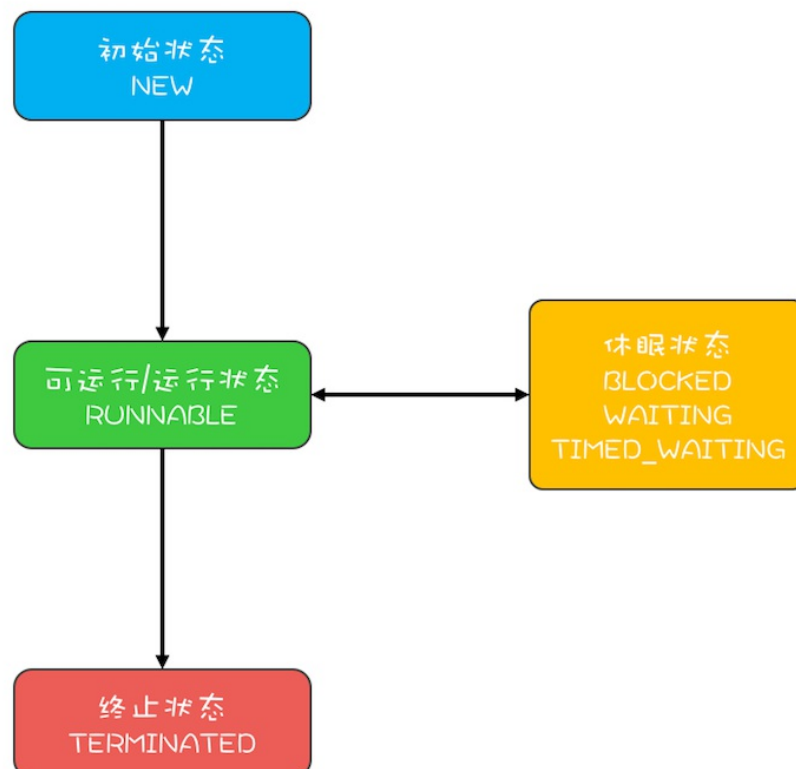 初始状态
NEW
可运行/运行状态
RUNNABLE
休眠状态
BLOCKED
WAITING
TIMED_WAITING
终止状态
TERMINATED